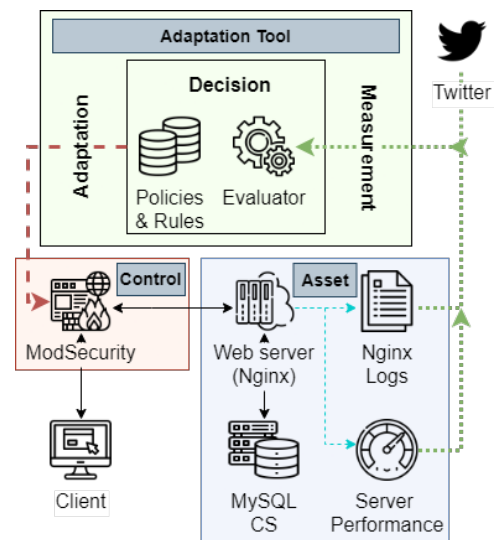 Adaptation Tool
Twitter
Decision
Adaptation
Measurement
Policies
& Rules
Evaluator
Control
Asset
ModSecurity
Web server
(Nginx)
Nginx
Logs
Client
MySQL
CS
Server
Performance